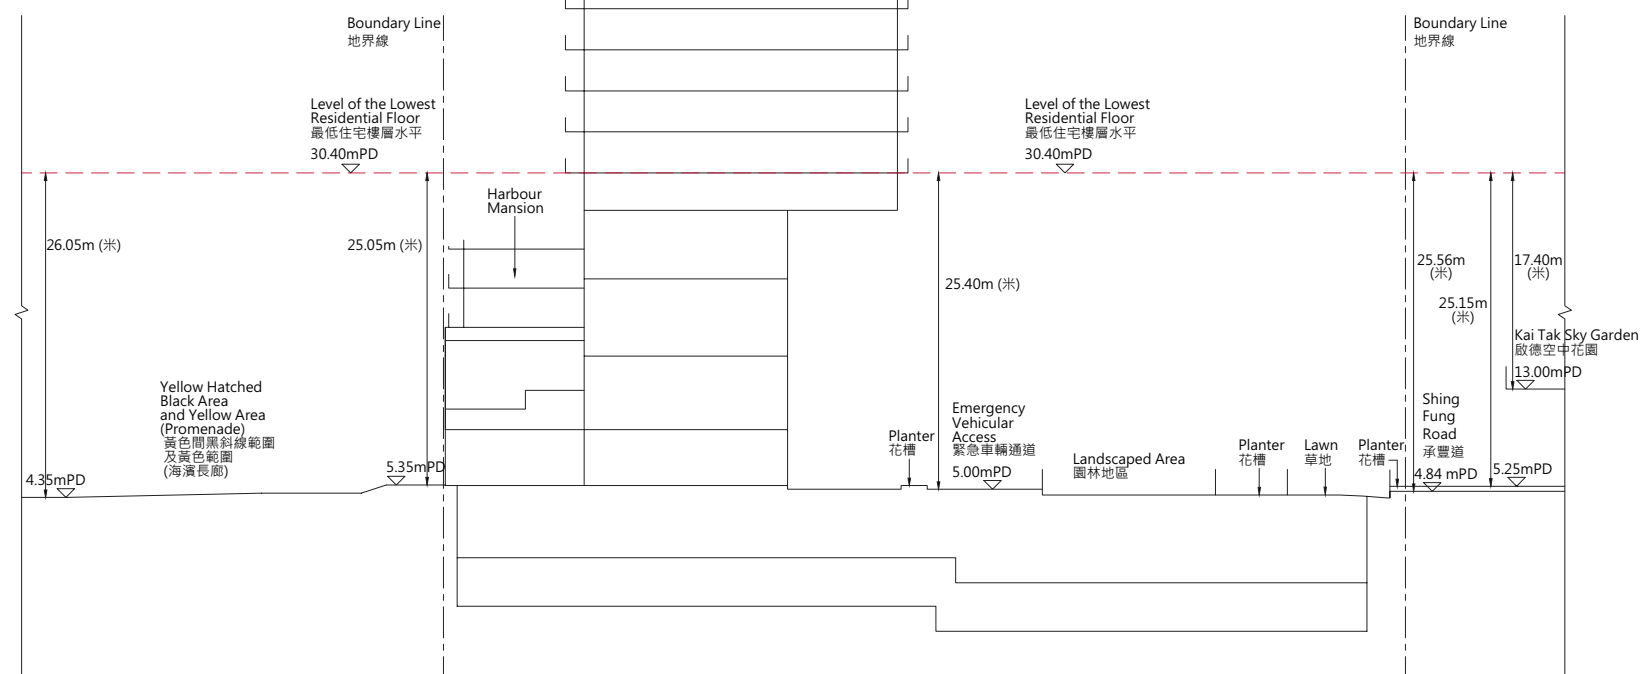 Boundary Line
地界線
Boundary Line
地界線
Level of the Lowest
Residential Floor
最低住宅樓層水平
30.40mPD
Level of the Lowest
Residential Floor
最低住宅樓層水平
30.40mPD
Harbour
Mansion
26.05m (米)
25.05m (米)
25.40m (米)
25.56m
(米)
17.40m
(米)
25.15m
(米)
Kai Tak Sky Garden
啟德空中花園
13.00mPD
Yellow Hatched
Black Area
and Yellow Area
(Promenade)
黃色間黑斜線範圍
及黃色範圍
(海濱長廊)
4.35mPD
5.35mPD
Planter
花槽
Emergency
Vehicular
Access
緊急車輛通道
5.00mPD
Landscaped Area
園林地區
Planter
花槽
Lawn
草地
Planter
花槽
Shing
Fung
Road
承豐道
4.84 mPD
5.25mPD